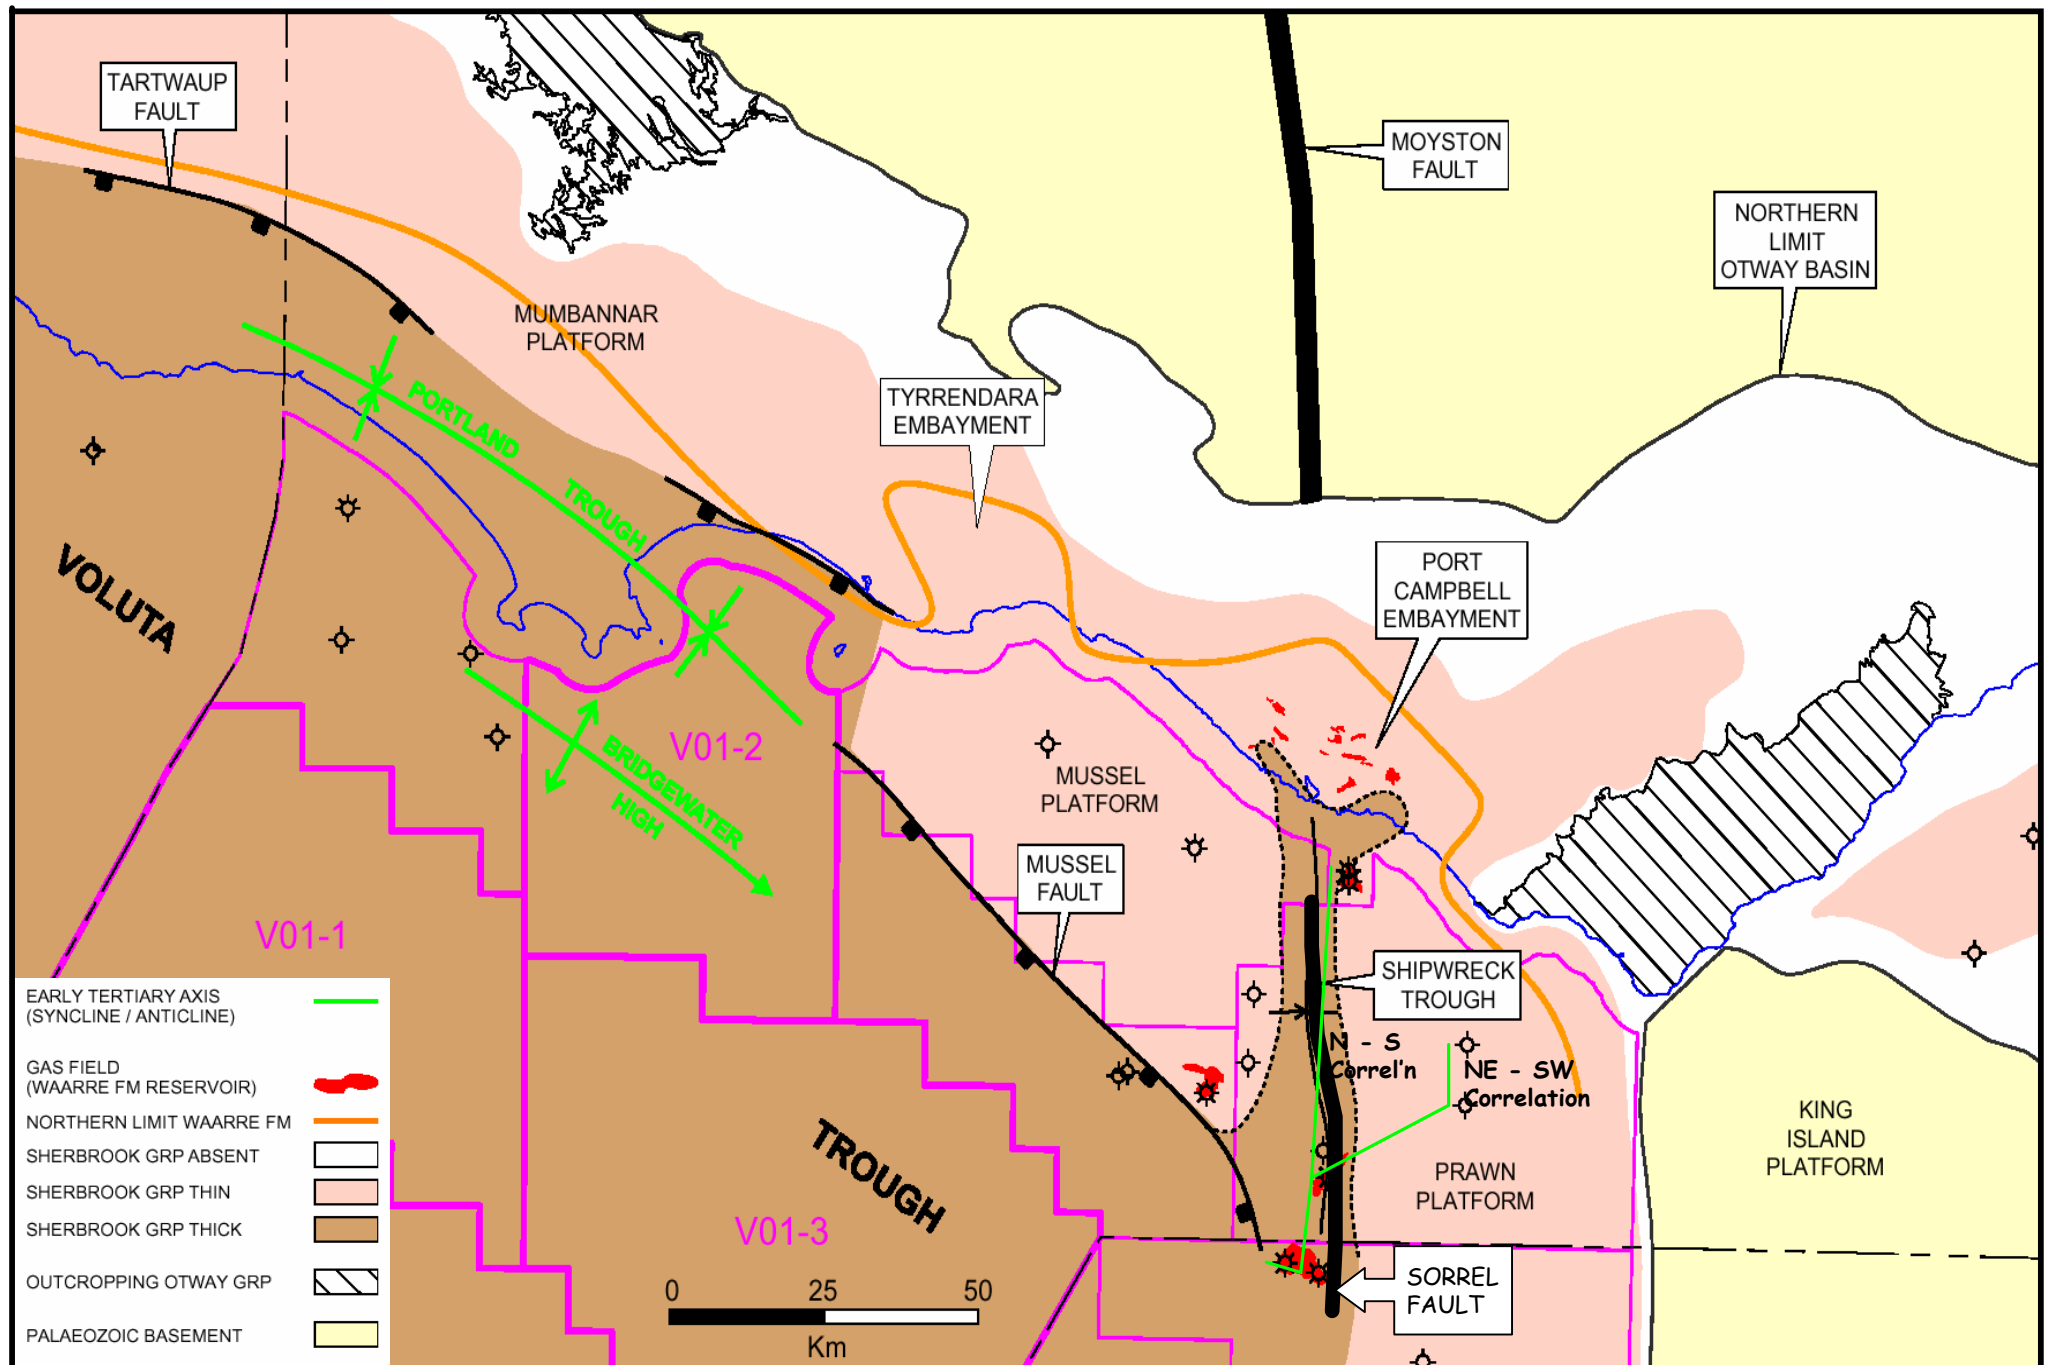 TARTWAUP
FAULT
MOYSTON
FAULT
NORTHERN
LIMIT
OTWAY BASIN
MUMBANNAR
PLATFORM
TYRRENDARA
EMBAYMENT
PORTLAND
TROUGH
PORT
CAMPBELL
EMBAYMENT
VOLUTA
V01-2
BRIDGEWATER
HIGH
MUSSEL
PLATFORM
MUSSEL
FAULT
V01-1
SHIPWRECK
TROUGH
N - S
Correl'n
NE - SW
Correlation
KING
ISLAND
PLATFORM
PRAWN
PLATFORM
TROUGH
V01-3
SORREL
FAULT
0 25 50
Km
EARLY TERTIARY AXIS
(SYNCLINE / ANTICLINE)
GAS FIELD
(WAARRE FM RESERVOIR)
NORTHERN LIMIT WAARRE FM
SHERBROOK GRP ABSENT
SHERBROOK GRP THIN
SHERBROOK GRP THICK
OUTCROPPING OTWAY GRP
PALAEOZOIC BASEMENT